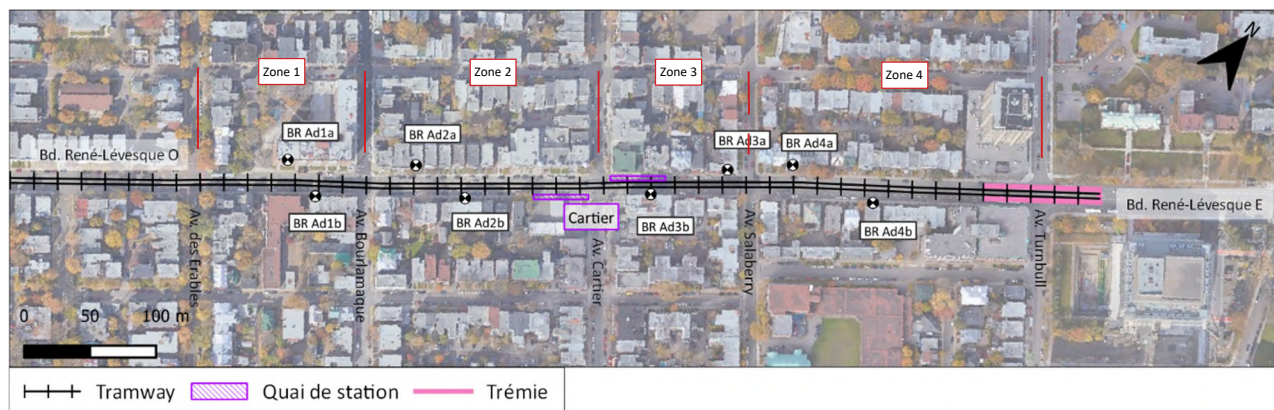 N
Zone 1
Zone 2
Zone 3
Zone 4
BR Ad1a
BR Ad2a
BR Ad3a
BR Ad4a
Bd. René-Lévesque O
BR Ad1b
BR Ad2b
Cartier
BR Ad3b
BR Ad4b
Bd. René-Lévesque E
Av. des Erables
Av. Bourlamaque
Av. Cartier
Av. Salaberry
Av. Turnbull
0 50 100 m
Tramway
Quai de station
Trémie